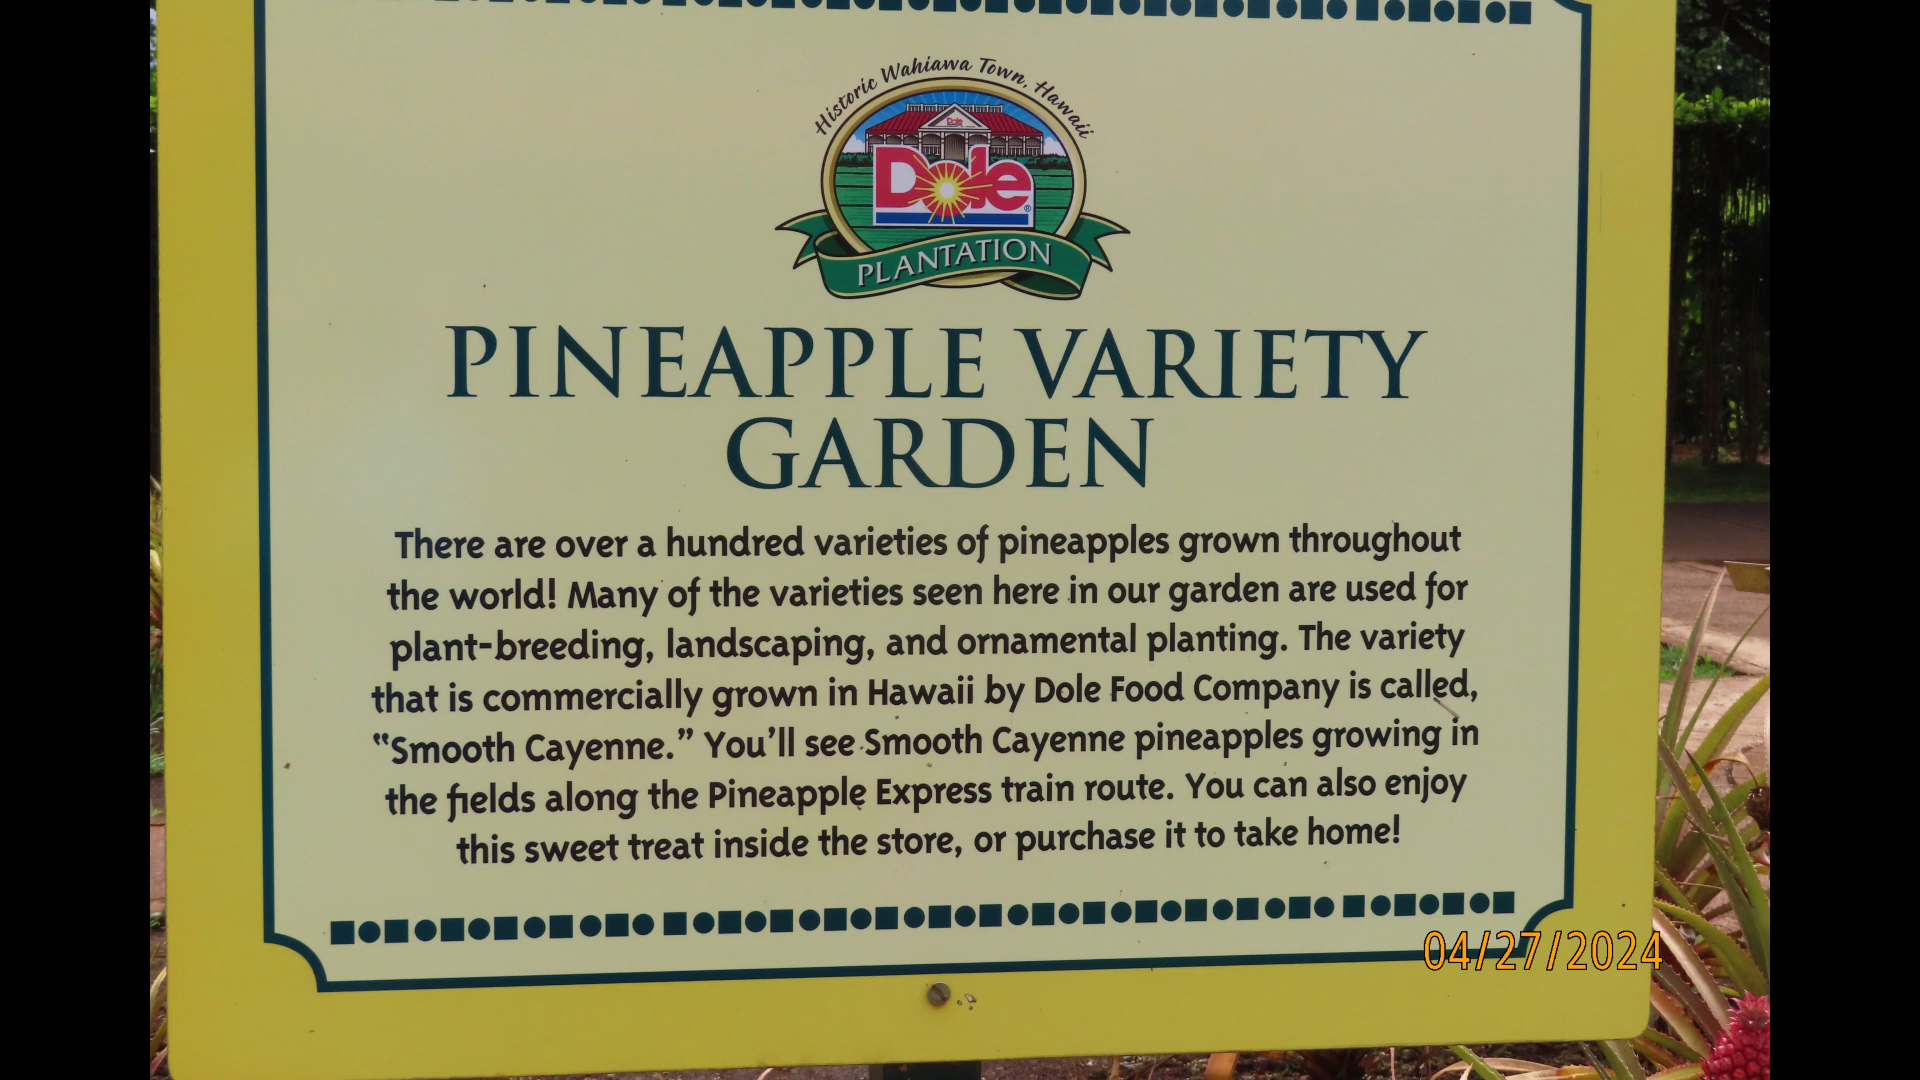 Historic Wahiawa Town, Hawaii
Dole
Dole®
PLANTATION
PINEAPPLE VARIETY
GARDEN
There are over a hundred varieties of pineapples grown throughout
the world! Many of the varieties seen here in our garden are used for
plant-breeding, landscaping, and ornamental planting. The variety
that is commercially grown in Hawaii by Dole Food Company is called,
“Smooth Cayenne.” You’ll see Smooth Cayenne pineapples growing in
the fields along the Pineapple Express train route. You can also enjoy
this sweet treat inside the store, or purchase it to take home!
04/27/2024